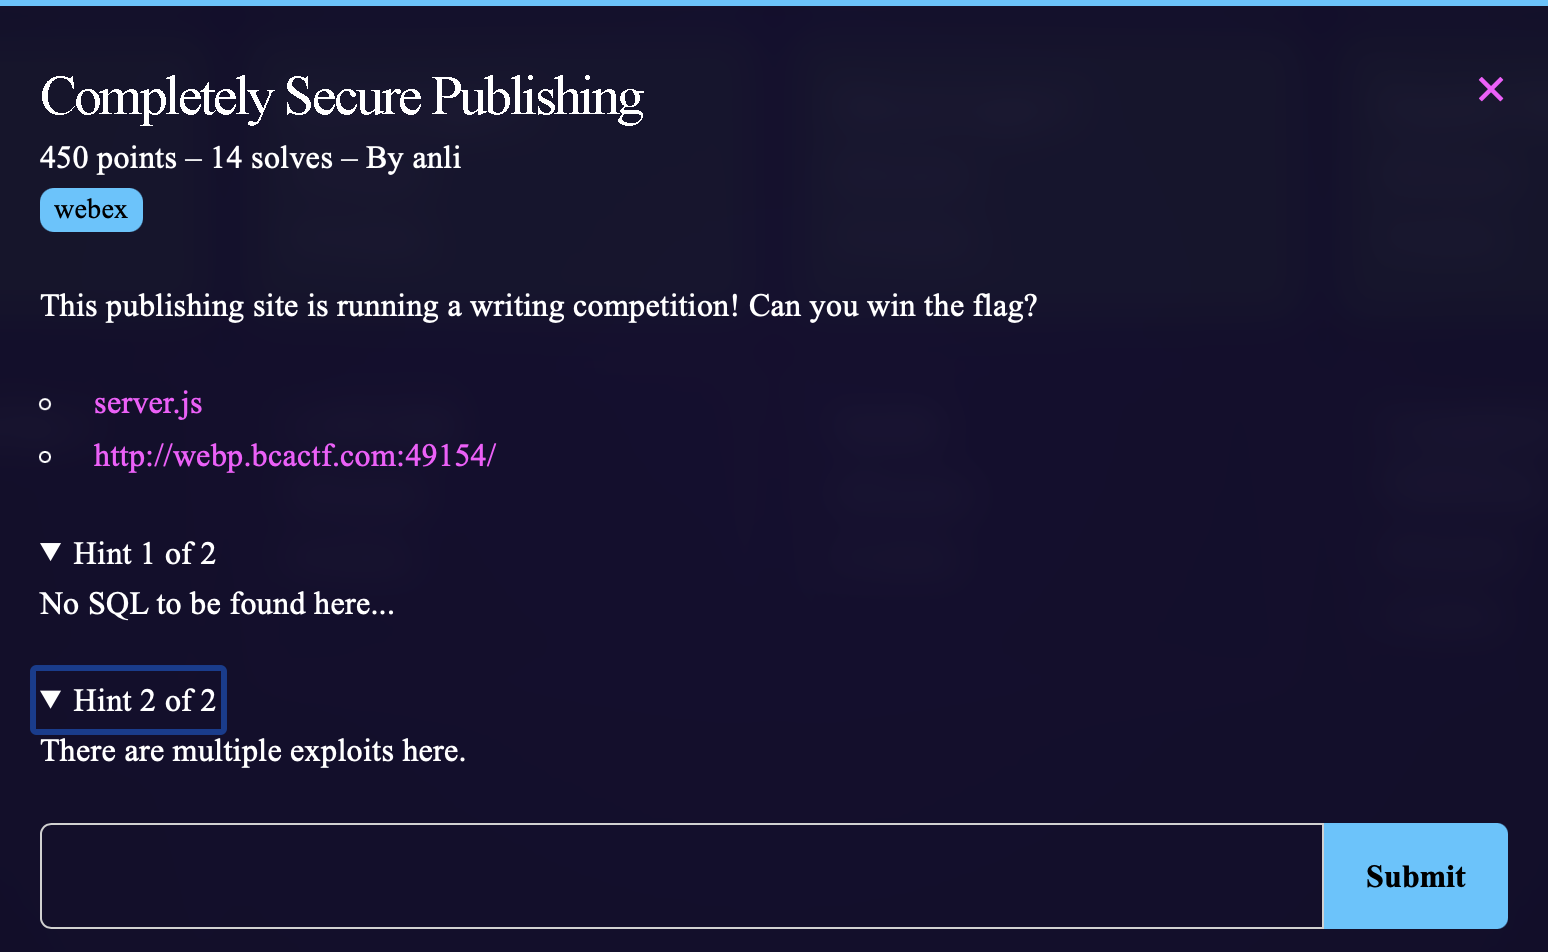 Completely Secure Publishing
450 points – 14 solves – By anli
webex
This publishing site is running a writing competition! Can you win the flag?
server.js
http://webp.bcactf.com:49154/
Hint 1 of 2
No SQL to be found here...
Hint 2 of 2
There are multiple exploits here.
Submit